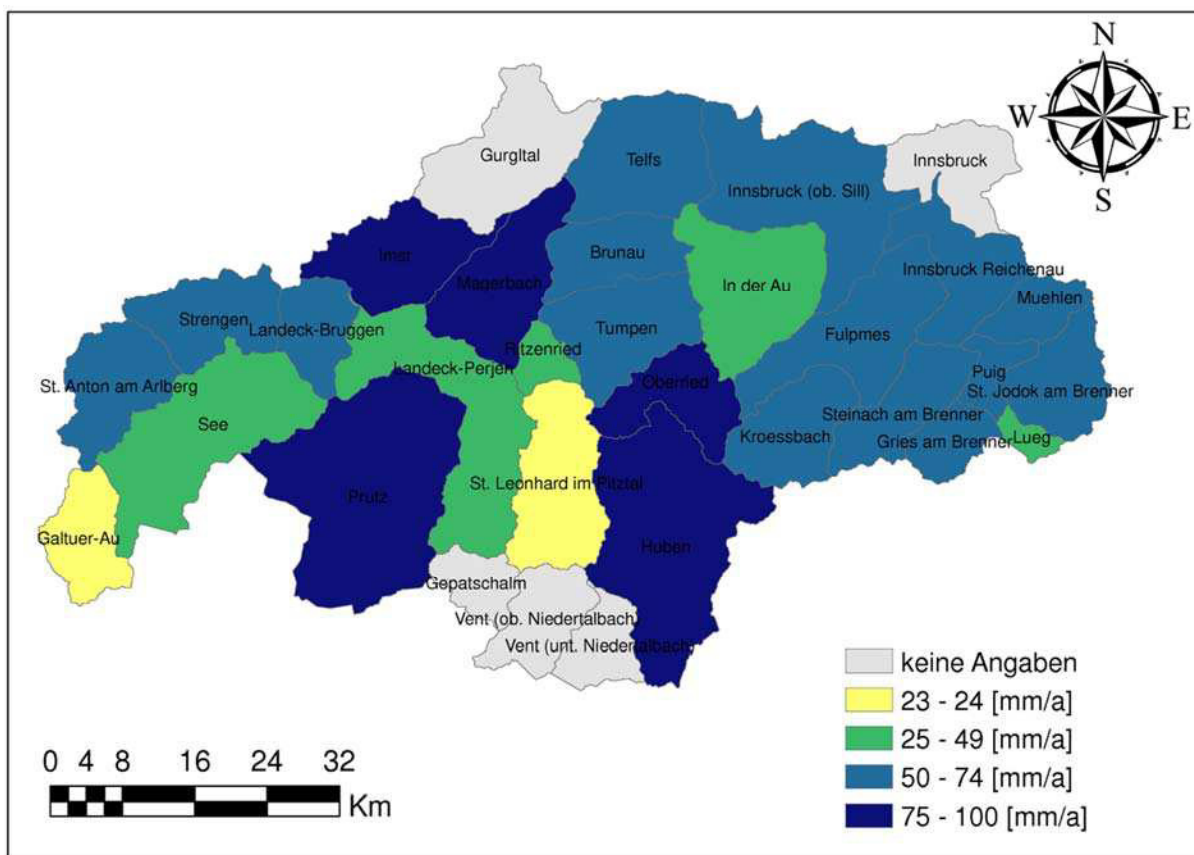 N
W E
S
Gurgltal
Telfs
Innsbruck
Innsbruck (ob. Sill)
Imst
Brunau
Magerbach
In der Au
Innsbruck Reichenau
Muehlen
Strengen
Landeck-Bruggen
Tumpen
Fulpmes
Ritzenried
Landeck-Perjen
Oberried
Puig
St. Anton am Arlberg
St. Jodok am Brenner
See
Steinach am Brenner
Kroessbach
Gries am Brenner
Lueg
St. Leonhard im Pitztal
Prutz
Galtuer-Au
Huben
Gepatschalm
Vent (ob. Niedertalbach)
Vent (unt. Niedertalbach)
keine Angaben
23 - 24 [mm/a]
25 - 49 [mm/a]
50 - 74 [mm/a]
75 - 100 [mm/a]
0 4 8 16 24 32
Km